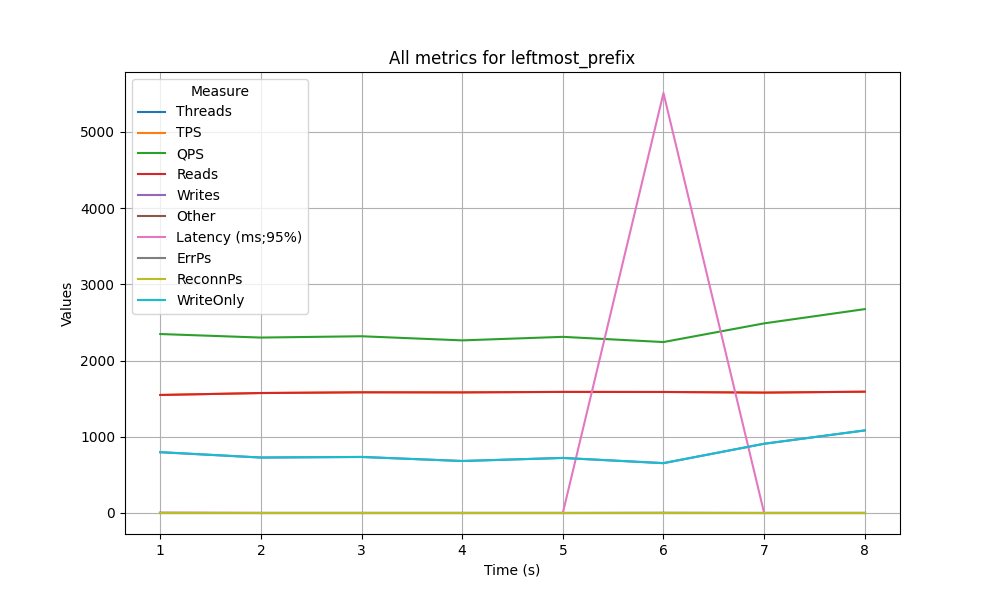 All metrics for leftmost_prefix
Measure
Threads
TPS
QPS
Reads
Writes
Other
Latency (ms;95%)
ErrPs
ReconnPs
WriteOnly
Values
5000
4000
3000
2000
1000
0
1 2 3 4 5 6 7 8
Time (s)